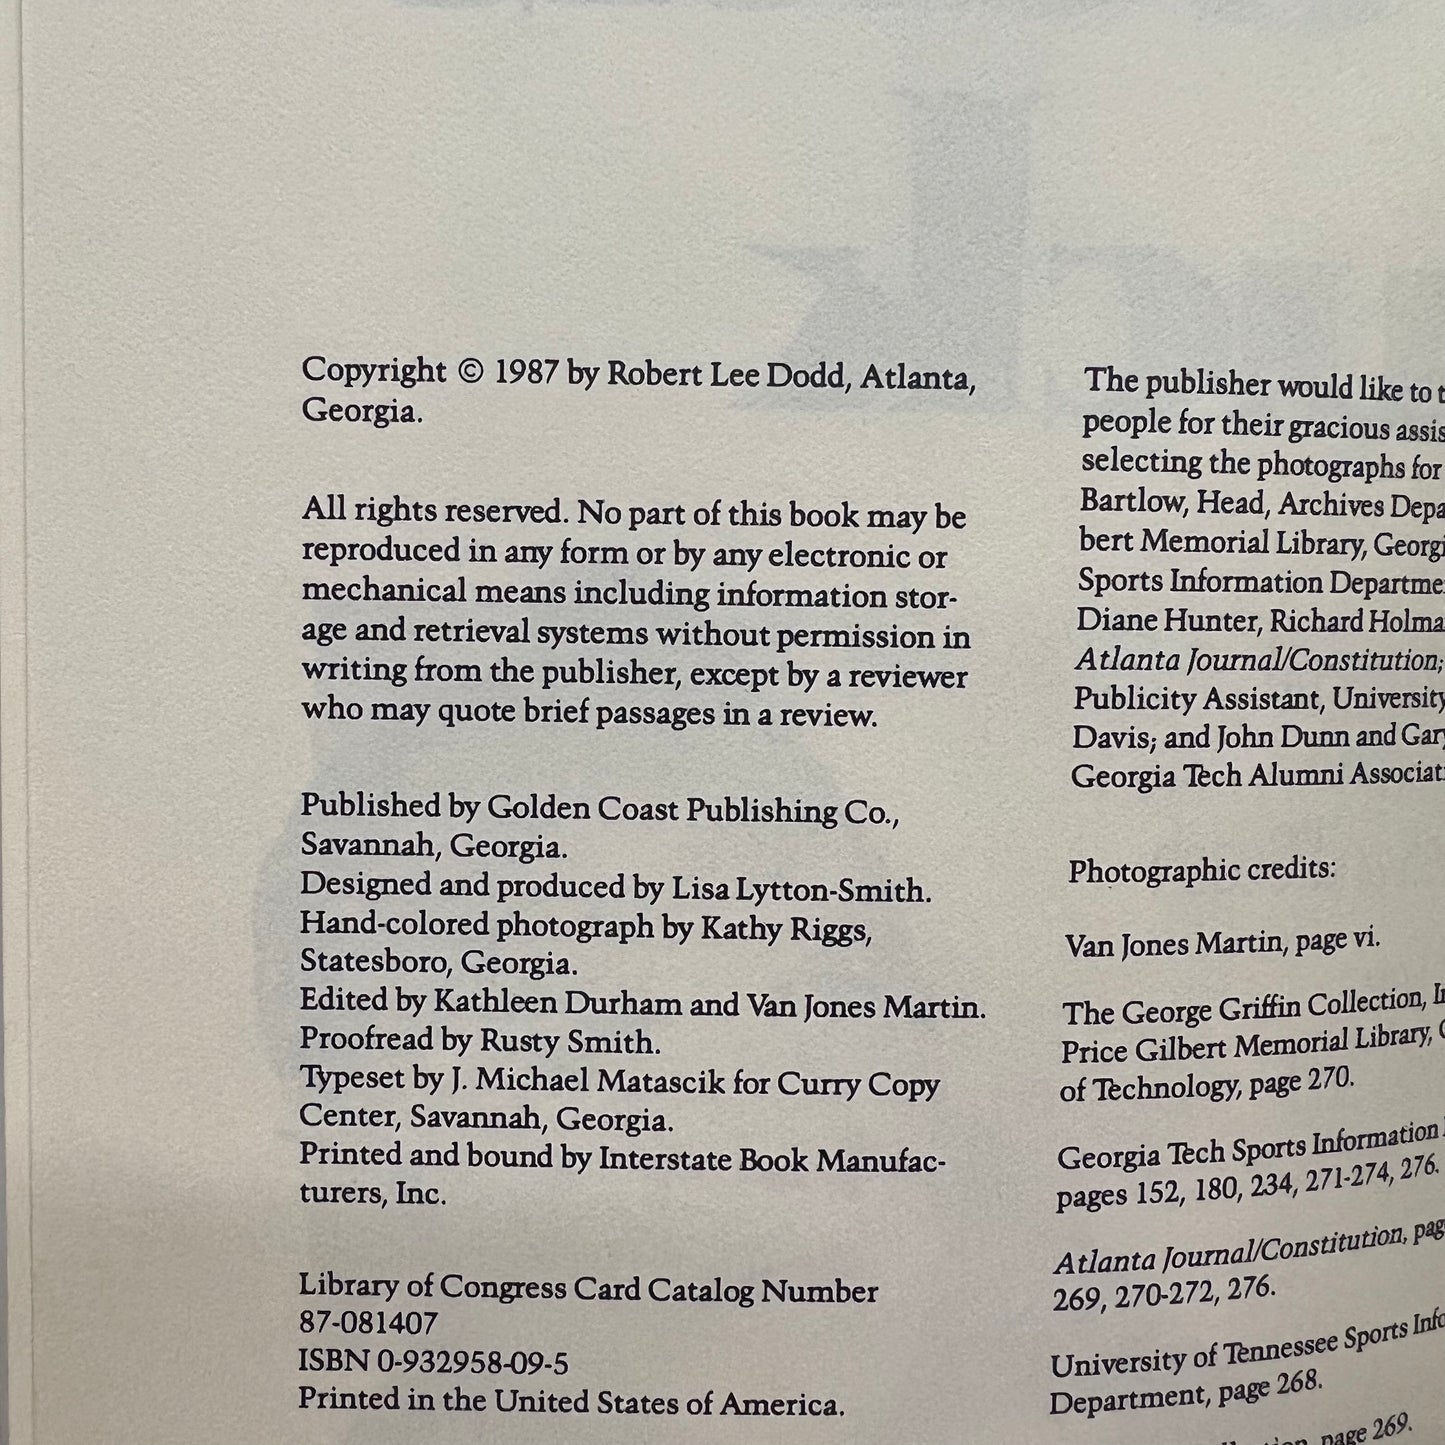 Copyright © 1987 by Robert Lee Dodd, Atlanta,
Georgia.
All rights reserved. No part of this book may be
reproduced in any form or by any electronic or
mechanical means including information stor-
age and retrieval systems without permission in
writing from the publisher, except by a reviewer
who may quote brief passages in a review.
Published by Golden Coast Publishing Co.,
Savannah, Georgia.
Designed and produced by Lisa Lytton-Smith.
Hand-colored photograph by Kathy Riggs,
Statesboro, Georgia.
Edited by Kathleen Durham and Van Jones Martin.
Proofread by Rusty Smith.
Typeset by J. Michael Matascik for Curry Copy
Center, Savannah, Georgia.
Printed and bound by Interstate Book Manufac-
turers, Inc.
Library of Congress Card Catalog Number
87-081407
ISBN 0-932958-09-5
Printed in the United States of America.
The publisher would like to
people for their gracious
selecting the photographs for
Bartlow, Head, Archives
bert Memorial Library,
Sports Information
Diane Hunter, Richard
Atlanta Journal/Constitution;
Publicity Assistant, University
Davis; and John Dunn and
Georgia Tech Alumni
Photographic credits:
Van Jones Martin, page vi.
The George Griffin Collection,
Price Gilbert Memorial Library,
of Technology, page 270.
Georgia Tech Sports Information
pages 152, 180, 234, 271-274, 276.
Atlanta Journal/Constitution,
269, 270-272, 276.
University of Tennessee Sports
Department, page 268.
page 269.